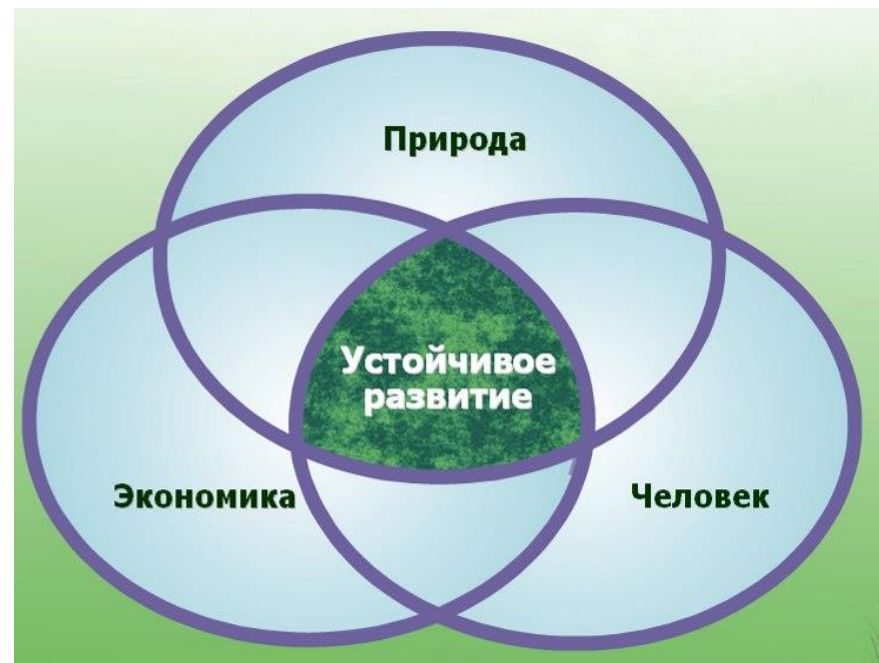 Природа
Устойчивое
развитие
Экономика
Человек